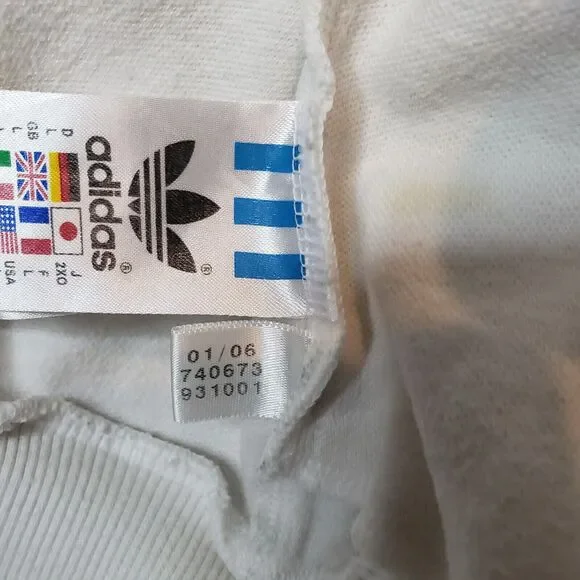 adidas
®
®
D
L
GB
L
J
2XO
F
L
USA
L
01/06
740673
931001